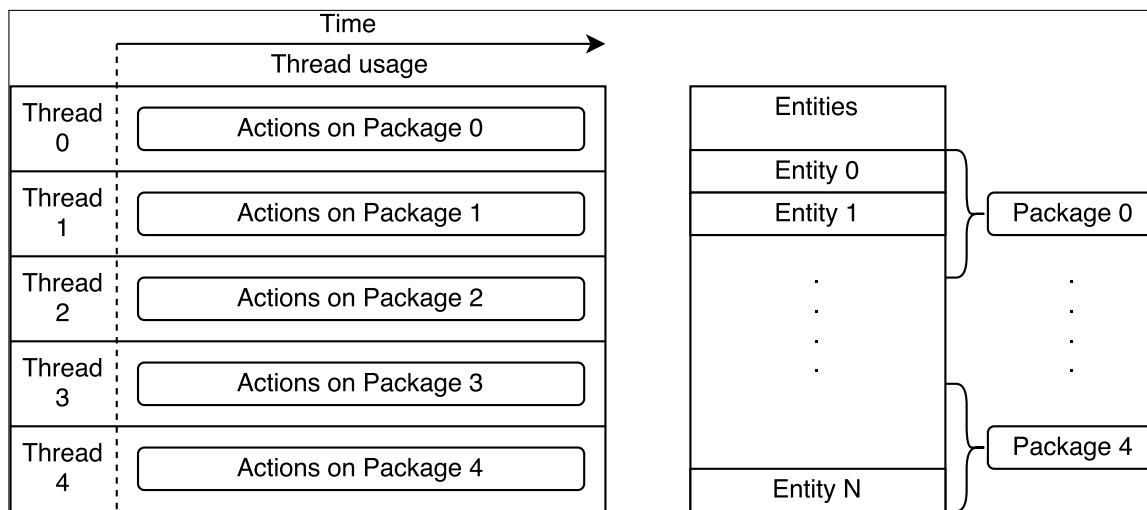 Time
Thread usage
Thread
0
Actions on Package 0
Thread
1
Actions on Package 1
Thread
2
Actions on Package 2
Thread
3
Actions on Package 3
Thread
4
Actions on Package 4
Entities
Entity 0
Entity 1
.
.
.
.
Entity N
Package 0
.
.
.
.
Package 4